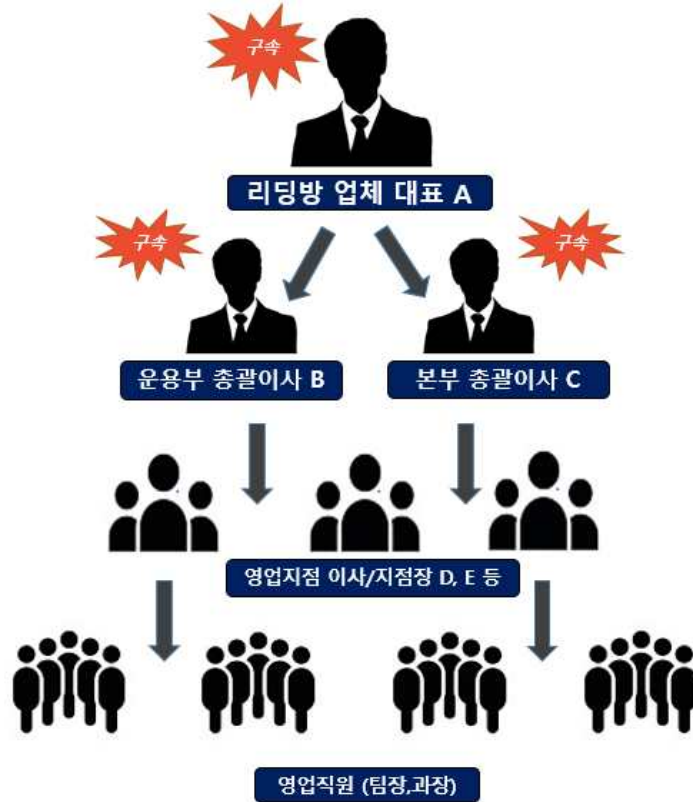 구속
리딩방 업체 대표 A
구속
구속
운용부 총괄이사 B
본부 총괄이사 C
영업지점 이사/지점장 D, E 등
영업직원 (팀장,과장)